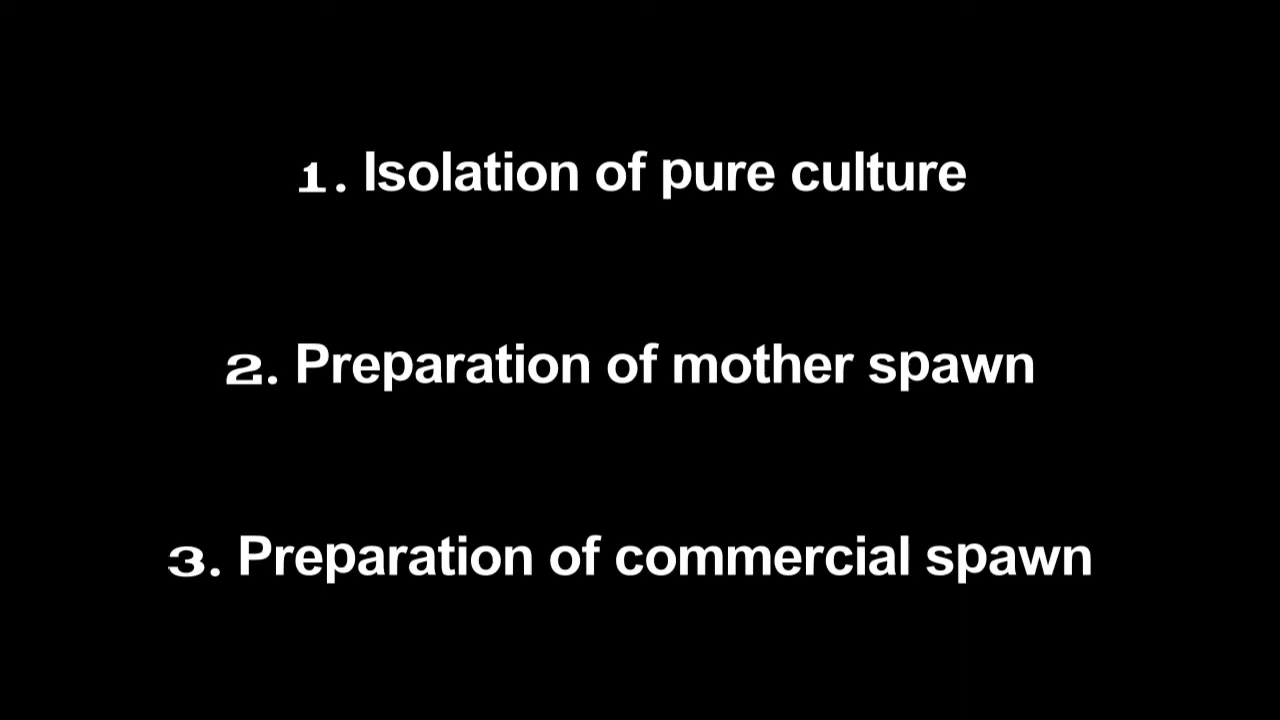 1. Isolation of pure culture
2. Preparation of mother spawn
3. Preparation of commercial spawn